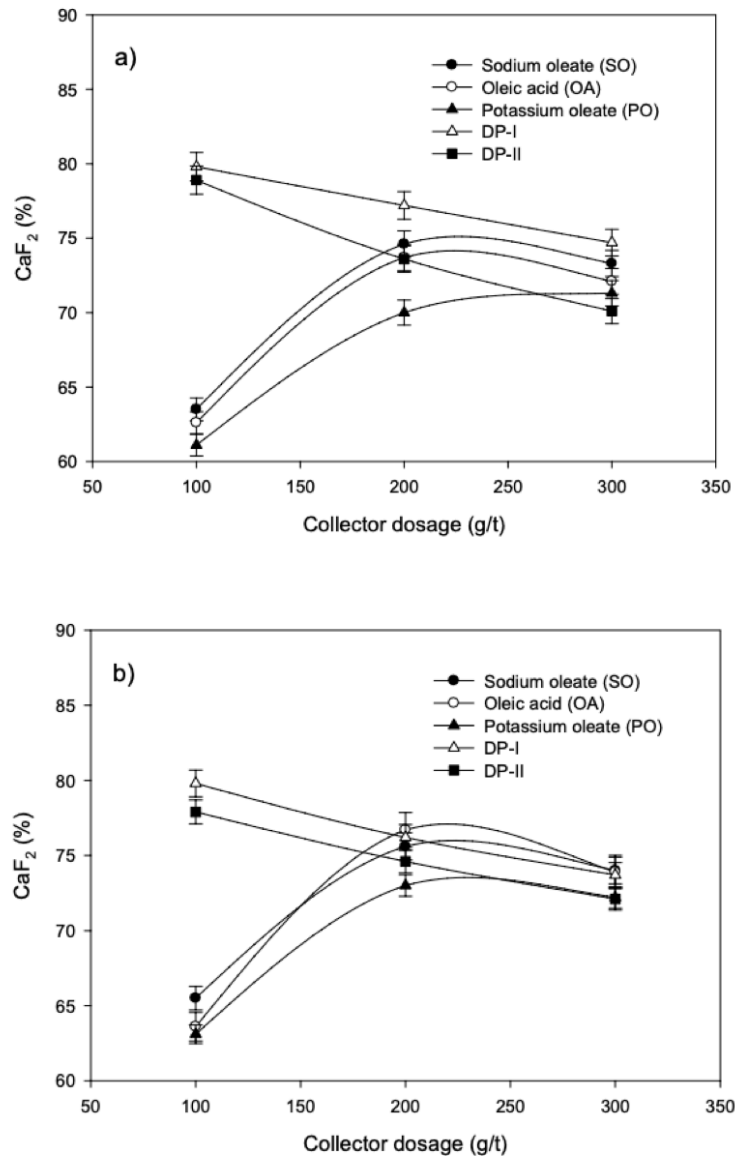 a)
Sodium oleate (SO)
Oleic acid (OA)
Potassium oleate (PO)
DP-I
DP-II
CaF₂ (%)
90
85
80
75
70
65
60
50 100 150 200 250 300 350
Collector dosage (g/t)
b)
Sodium oleate (SO)
Oleic acid (OA)
Potassium oleate (PO)
DP-I
DP-II
CaF₂ (%)
90
85
80
75
70
65
60
50 100 150 200 250 300 350
Collector dosage (g/t)